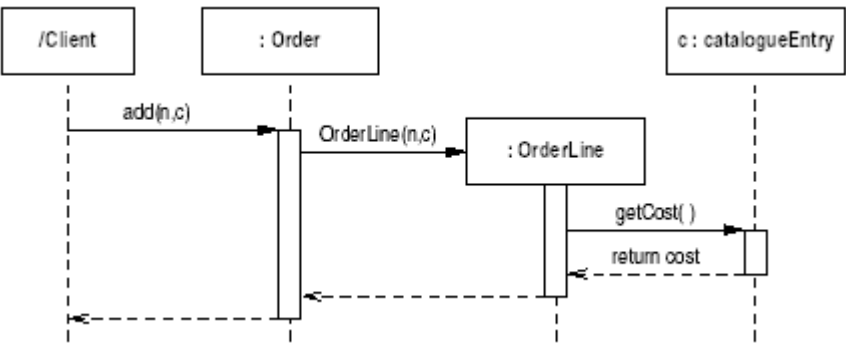 /Client
: Order
c : catalogueEntry
add(n,c)
OrderLine(n,c)
: OrderLine
getCost( )
return cost